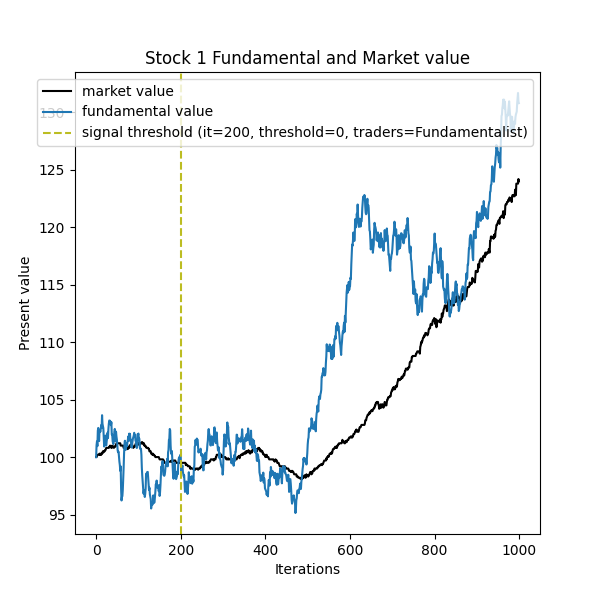 Stock 1 Fundamental and Market value
market value
fundamental value
signal threshold (it=200, threshold=0, traders=Fundamentalist)
130
125
120
115
110
105
100
95
Present value
0 200 400 600 800 1000
Iterations